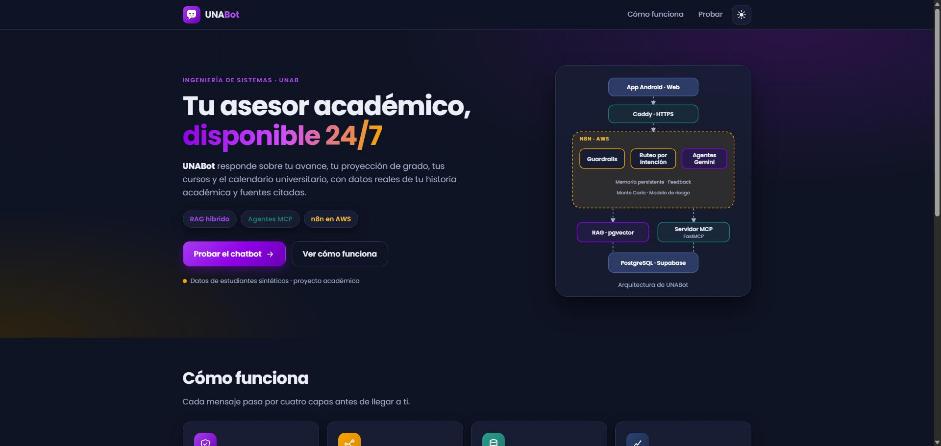 UNABot
Cómo funciona
Probar
INGENIERÍA DE SISTEMAS · UNAB
Tu asesor académico,
disponible 24/7
UNABot responde sobre tu avance, tu proyección de grado, tus
cursos y el calendario universitario, con datos reales de tu historia
académica y fuentes citadas.
RAG híbrido
Agentes MCP
n8n en AWS
Probar el chatbot →
Ver cómo funciona
Datos de estudiantes sintéticos · proyecto académico
App Android · Web
Caddy · HTTPS
N8N · AWS
Guardrails
Ruteo por
intención
Agentes
Gemini
Memoria persistente · Feedback
Monte Carlo · Modelo de riesgo
RAG · pgvector
Servidor MCP
FastMCP
PostgreSQL · Supabase
Arquitectura de UNABot
Cómo funciona
Cada mensaje pasa por cuatro capas antes de llegar a ti.